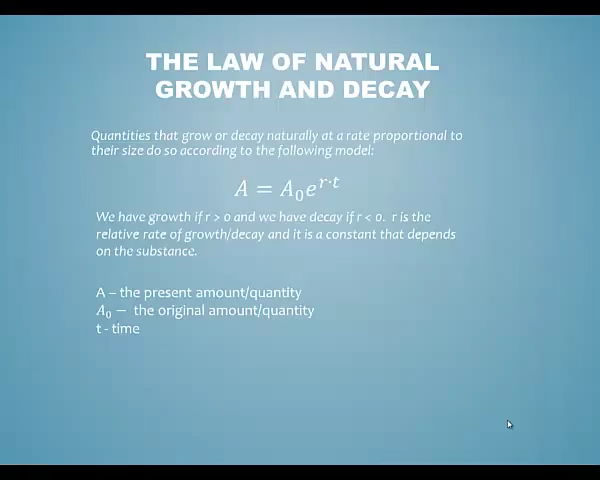 THE LAW OF NATURAL
GROWTH AND DECAY
Quantities that grow or decay naturally at a rate proportional to
their size do so according to the following model:
A = A₀e^{r·t}
We have growth if r > 0 and we have decay if r < 0. r is the
relative rate of growth/decay and it is a constant that depends
on the substance.
A – the present amount/quantity
A₀ – the original amount/quantity
t - time